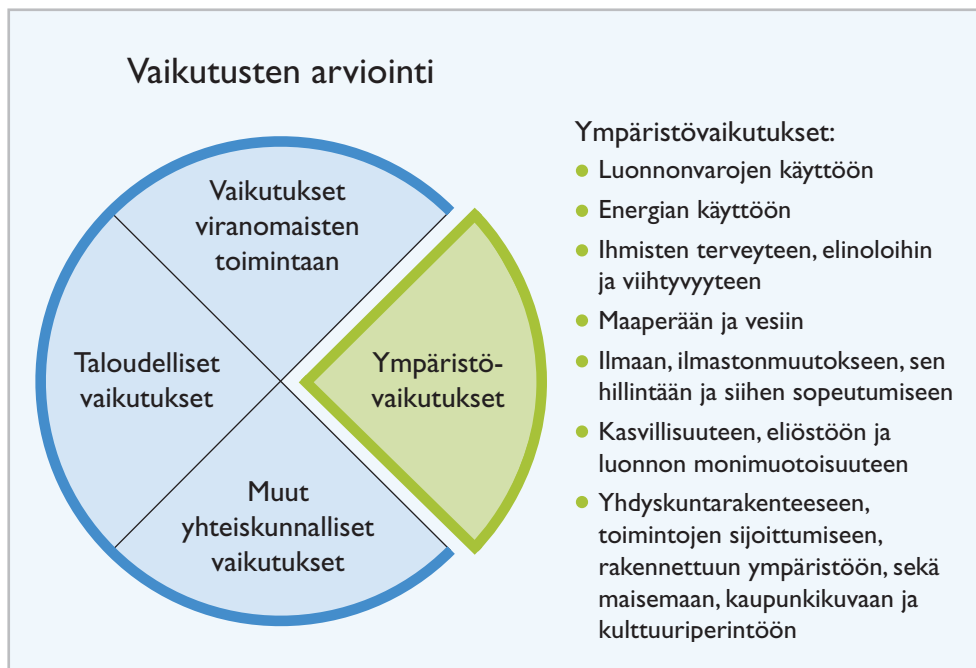 Vaikutusten arviointi
Vaikutukset
viranomaisten
toimintaan
Taloudelliset
vaikutukset
Ympäristö-
vaikutukset
Muut
yhteiskunnalliset
vaikutukset
Ympäristövaikutukset:
• Luonnonvarojen käyttöön
• Energian käyttöön
• Ihmisten terveyteen, elinoloihin
ja viihtyvyyteen
• Maaperään ja vesiin
• Ilmaan, ilmastonmuutokseen, sen
hillintään ja siihen sopeutumiseen
• Kasvillisuuteen, eliöstöön ja
luonnon monimuotoisuuteen
• Yhdyskuntarakenteeseen,
toimintojen sijoittumiseen,
rakennettuun ympäristöön, sekä
maisemaan, kaupunkikuvaan ja
kulttuuriperintöön